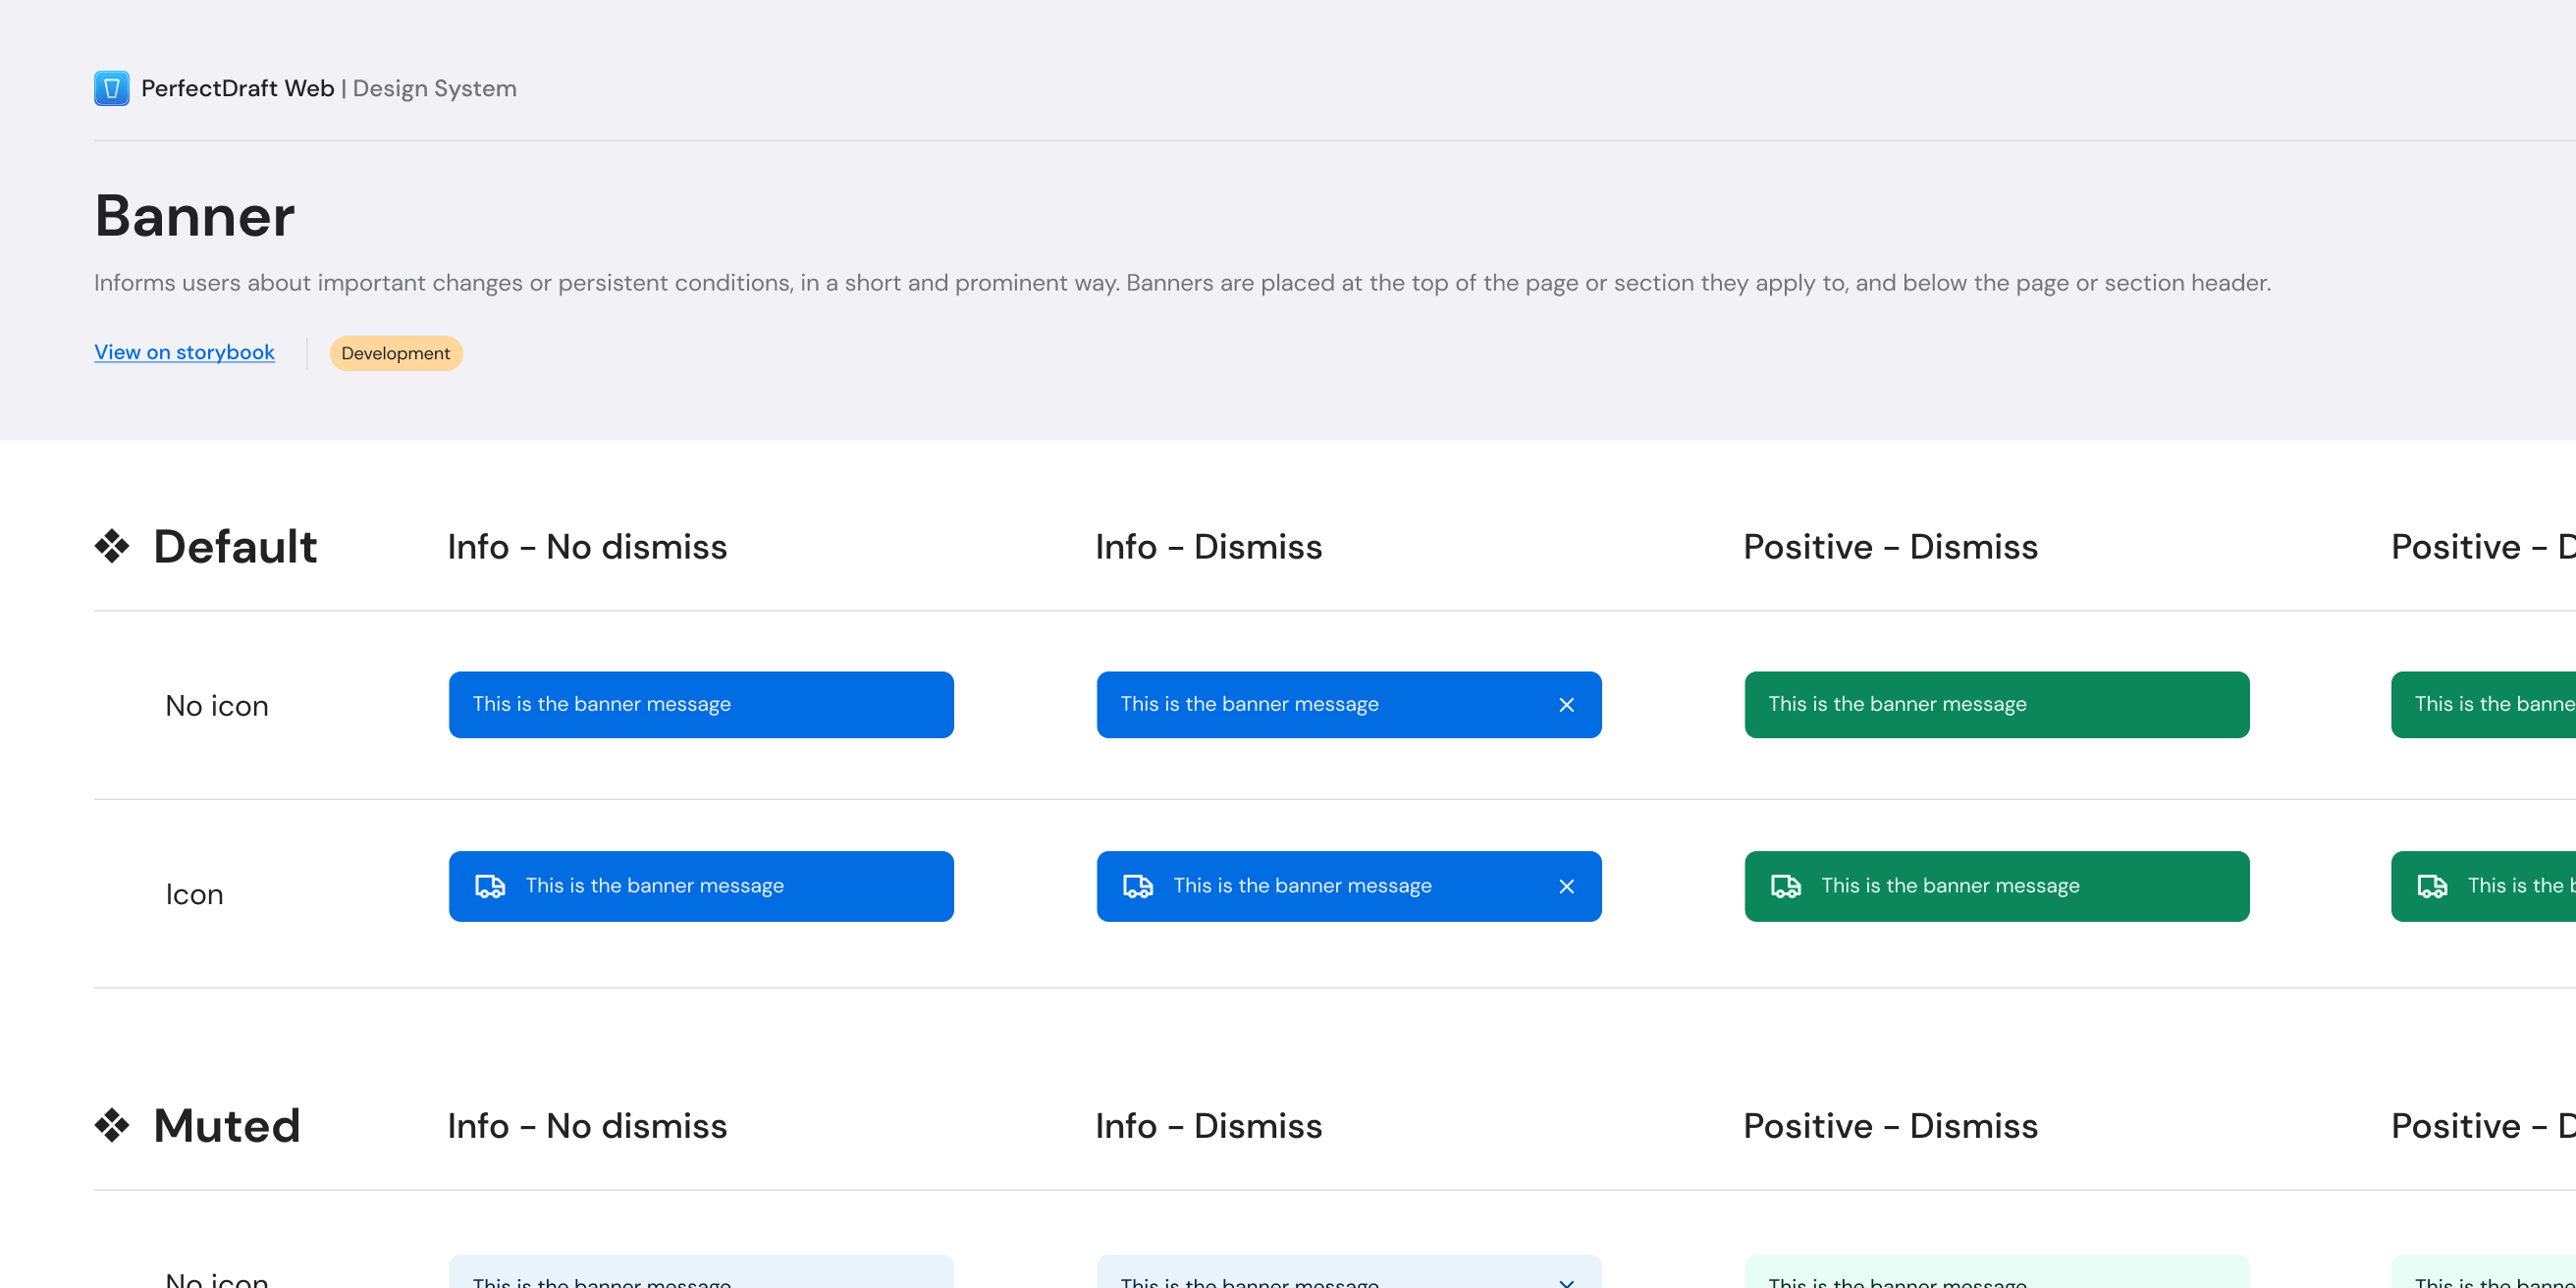 PerfectDraft Web | Design System
Banner
Informs users about important changes or persistent conditions, in a short and prominent way. Banners are placed at the top of the page or section they apply to, and below the page or section header.
View on storybook
Development
Default Info - No dismiss Info - Dismiss Positive - Dismiss Positive -
No icon This is the banner message This is the banner message This is the banner message This is the
Icon This is the banner message This is the banner message This is the banner message This is the
Muted Info - No dismiss Info - Dismiss Positive - Dismiss Positive -
No icon This is the banner message This is the banner message This is the banner message This is the